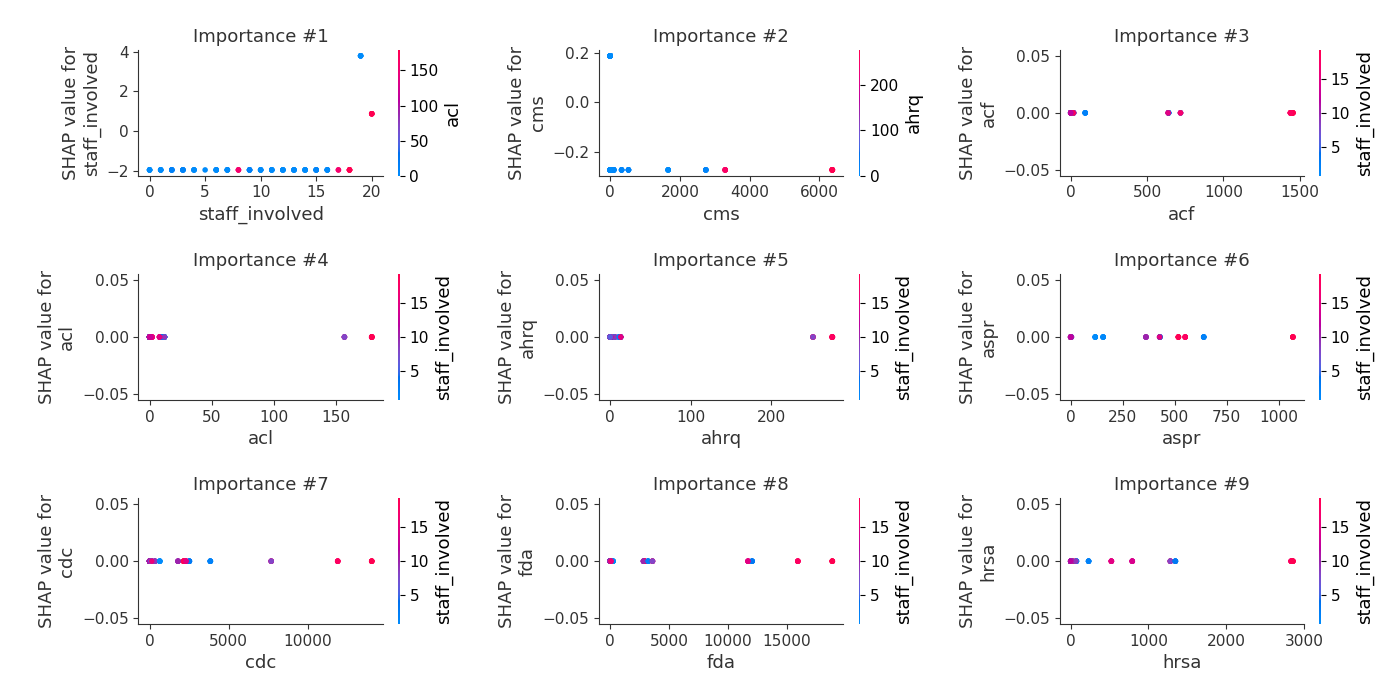 Importance #1
SHAP value for
staff_involved
4
2
0
−2
0
5
10
15
20
staff_involved
150
100
50
0
acl
Importance #2
SHAP value for
cms
0.2
0.0
−0.2
0
2000
4000
6000
cms
200
100
0
ahrq
Importance #3
SHAP value for
acf
0.05
0.00
−0.05
0
500
1000
1500
acf
15
10
5
staff_involved
Importance #4
SHAP value for
acl
0.05
0.00
−0.05
0
50
100
150
acl
15
10
5
staff_involved
Importance #5
SHAP value for
ahrq
0.05
0.00
−0.05
0
100
200
ahrq
15
10
5
staff_involved
Importance #6
SHAP value for
aspr
0.05
0.00
−0.05
0
250
500
750
1000
aspr
15
10
5
staff_involved
Importance #7
SHAP value for
cdc
0.05
0.00
−0.05
0
5000
10000
cdc
15
10
5
staff_involved
Importance #8
SHAP value for
fda
0.05
0.00
−0.05
0
5000
10000
15000
fda
15
10
5
staff_involved
Importance #9
SHAP value for
hrsa
0.05
0.00
−0.05
0
1000
2000
3000
hrsa
15
10
5
staff_involved